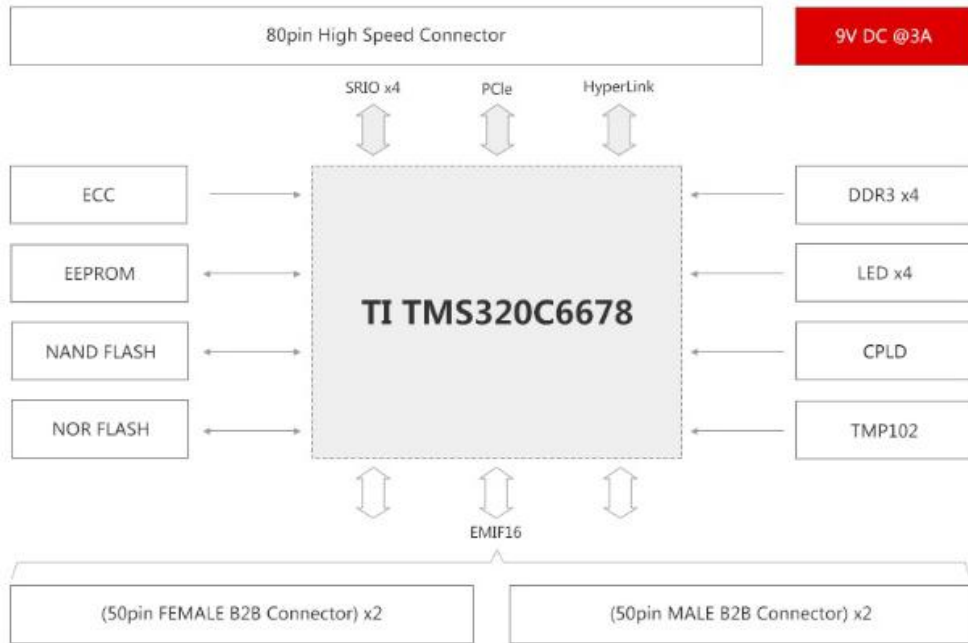 80pin High Speed Connector
9V DC @3A
SRIO x4
PCIe
HyperLink
ECC
DDR3 x4
EEPROM
LED x4
TI TMS320C6678
NAND FLASH
CPLD
NOR FLASH
TMP102
EMIF16
(50pin FEMALE B2B Connector) x2
(50pin MALE B2B Connector) x2